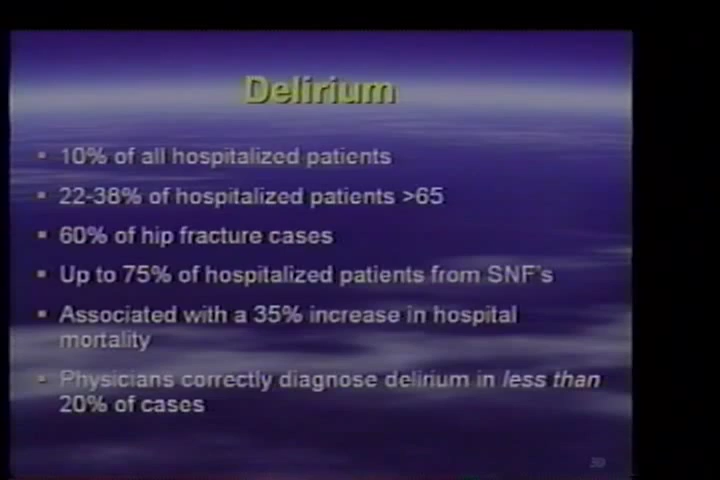 Delirium
10% of all hospitalized patients
22-38% of hospitalized patients >65
60% of hip fracture cases
Up to 75% of hospitalized patients from SNF's
Associated with a 35% increase in hospital
mortality
Physicians correctly diagnose delirium in less than
20% of cases